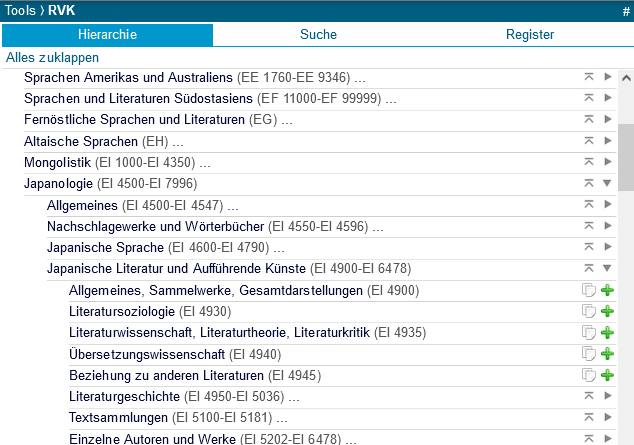 Tools ⟩ RVK #
Hierarchie Suche Register
Alles zuklappen
Sprachen Amerikas und Australiens (EE 1760-EE 9346) ...
Sprachen und Literaturen Südostasiens (EF 11000-EF 99999) ...
Fernöstliche Sprachen und Literaturen (EG) ...
Altaische Sprachen (EH) ...
Mongolistik (EI 1000-EI 4350) ...
Japanologie (EI 4500-EI 7996)
Allgemeines (EI 4500-EI 4547) ...
Nachschlagewerke und Wörterbücher (EI 4550-EI 4596) ...
Japanische Sprache (EI 4600-EI 4790) ...
Japanische Literatur und Aufführende Künste (EI 4900-EI 6478)
Allgemeines, Sammelwerke, Gesamtdarstellungen (EI 4900)
Literatursoziologie (EI 4930)
Literaturwissenschaft, Literaturtheorie, Literaturkritik (EI 4935)
Übersetzungswissenschaft (EI 4940)
Beziehung zu anderen Literaturen (EI 4945)
Literaturgeschichte (EI 4950-EI 5036) ...
Textsammlungen (EI 5100-EI 5181) ...
Einzelne Autoren und Werke (EI 5202-EI 6478) ...